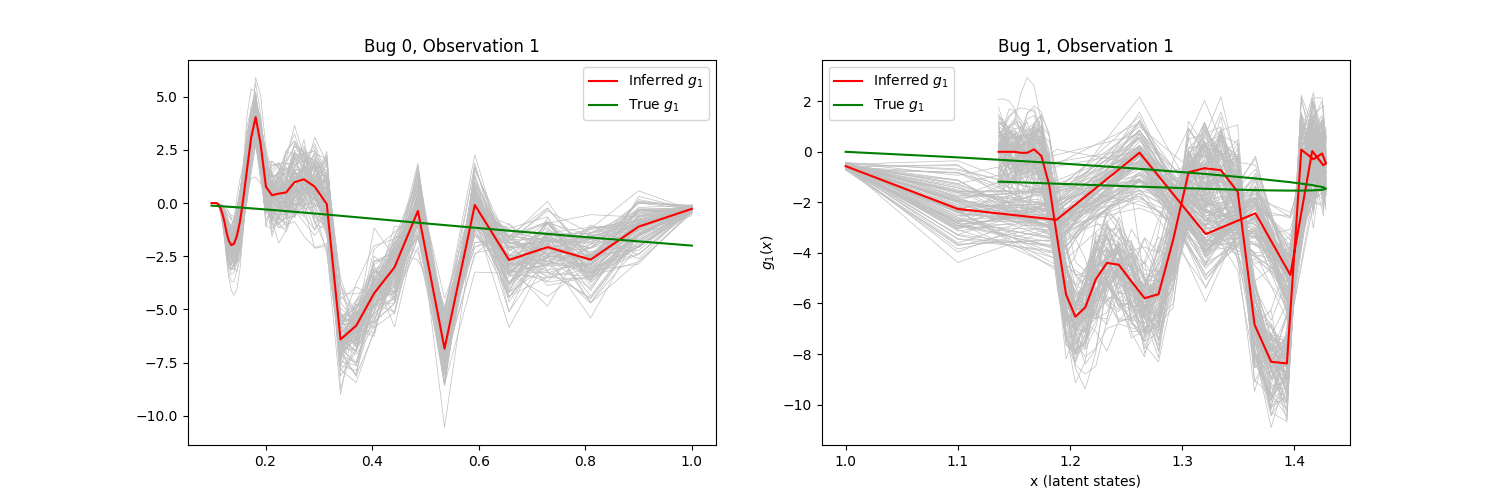 Bug 0, Observation 1
Inferred g₁
True g₁
5.0
2.5
0.0
−2.5
−5.0
−7.5
−10.0
0.2 0.4 0.6 0.8 1.0
Bug 1, Observation 1
Inferred g₁
True g₁
g₁(x)
2
0
−2
−4
−6
−8
−10
1.0 1.1 1.2 1.3 1.4
x (latent states)